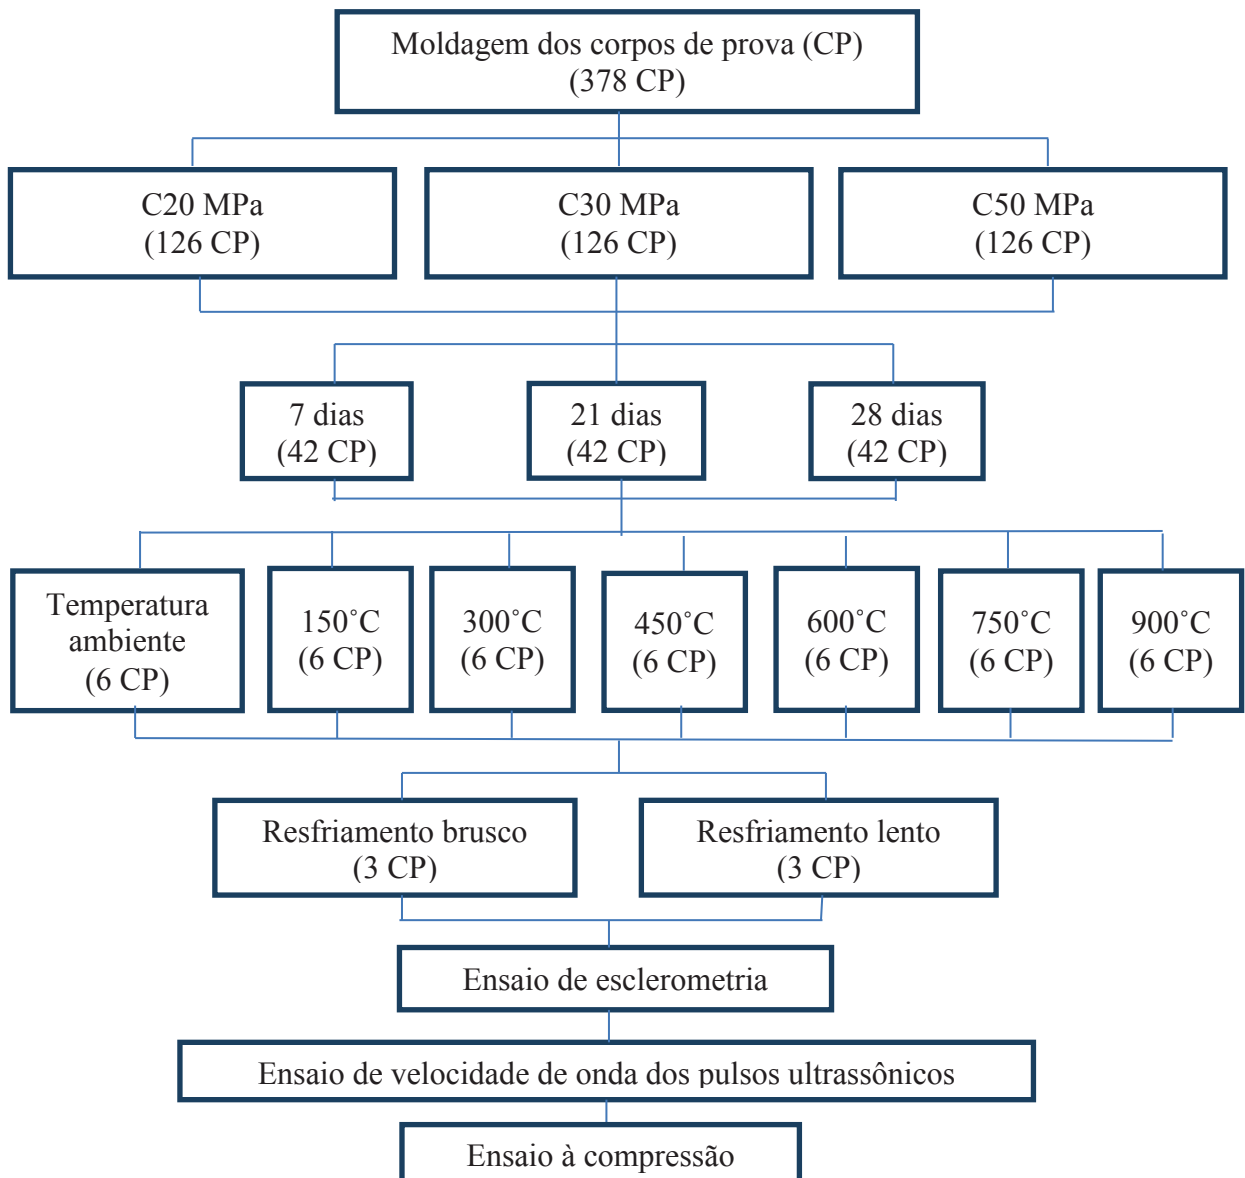 Moldagem dos corpos de prova (CP)
(378 CP)
C20 MPa
(126 CP)
C30 MPa
(126 CP)
C50 MPa
(126 CP)
7 dias
(42 CP)
21 dias
(42 CP)
28 dias
(42 CP)
Temperatura
ambiente
(6 CP)
150˚C
(6 CP)
300˚C
(6 CP)
450˚C
(6 CP)
600˚C
(6 CP)
750˚C
(6 CP)
900˚C
(6 CP)
Resfriamento brusco
(3 CP)
Resfriamento lento
(3 CP)
Ensaio de esclerometria
Ensaio de velocidade de onda dos pulsos ultrassônicos
Ensaio à compressão